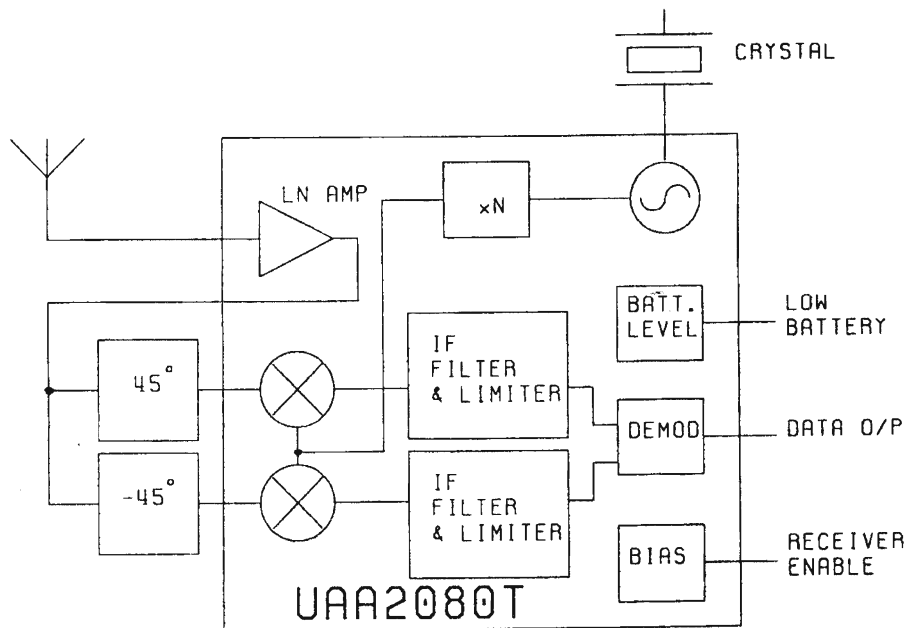 CRYSTAL
LN AMP
xN
BATT.
LEVEL
LOW
BATTERY
45°
IF
FILTER
& LIMITER
DEMOD
DATA O/P
-45°
IF
FILTER
& LIMITER
BIAS
RECEIVER
ENABLE
UAA2080T